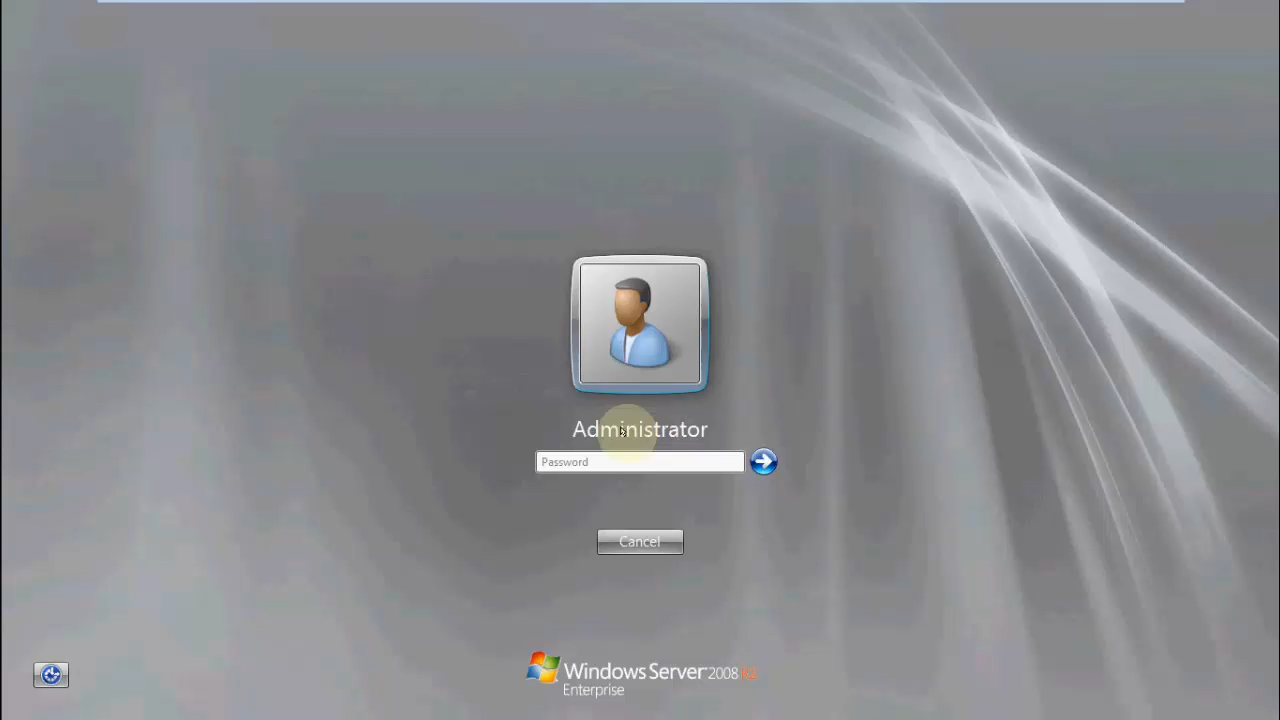 Administrator
Password
Cancel
Windows Server 2008 R2
Enterprise